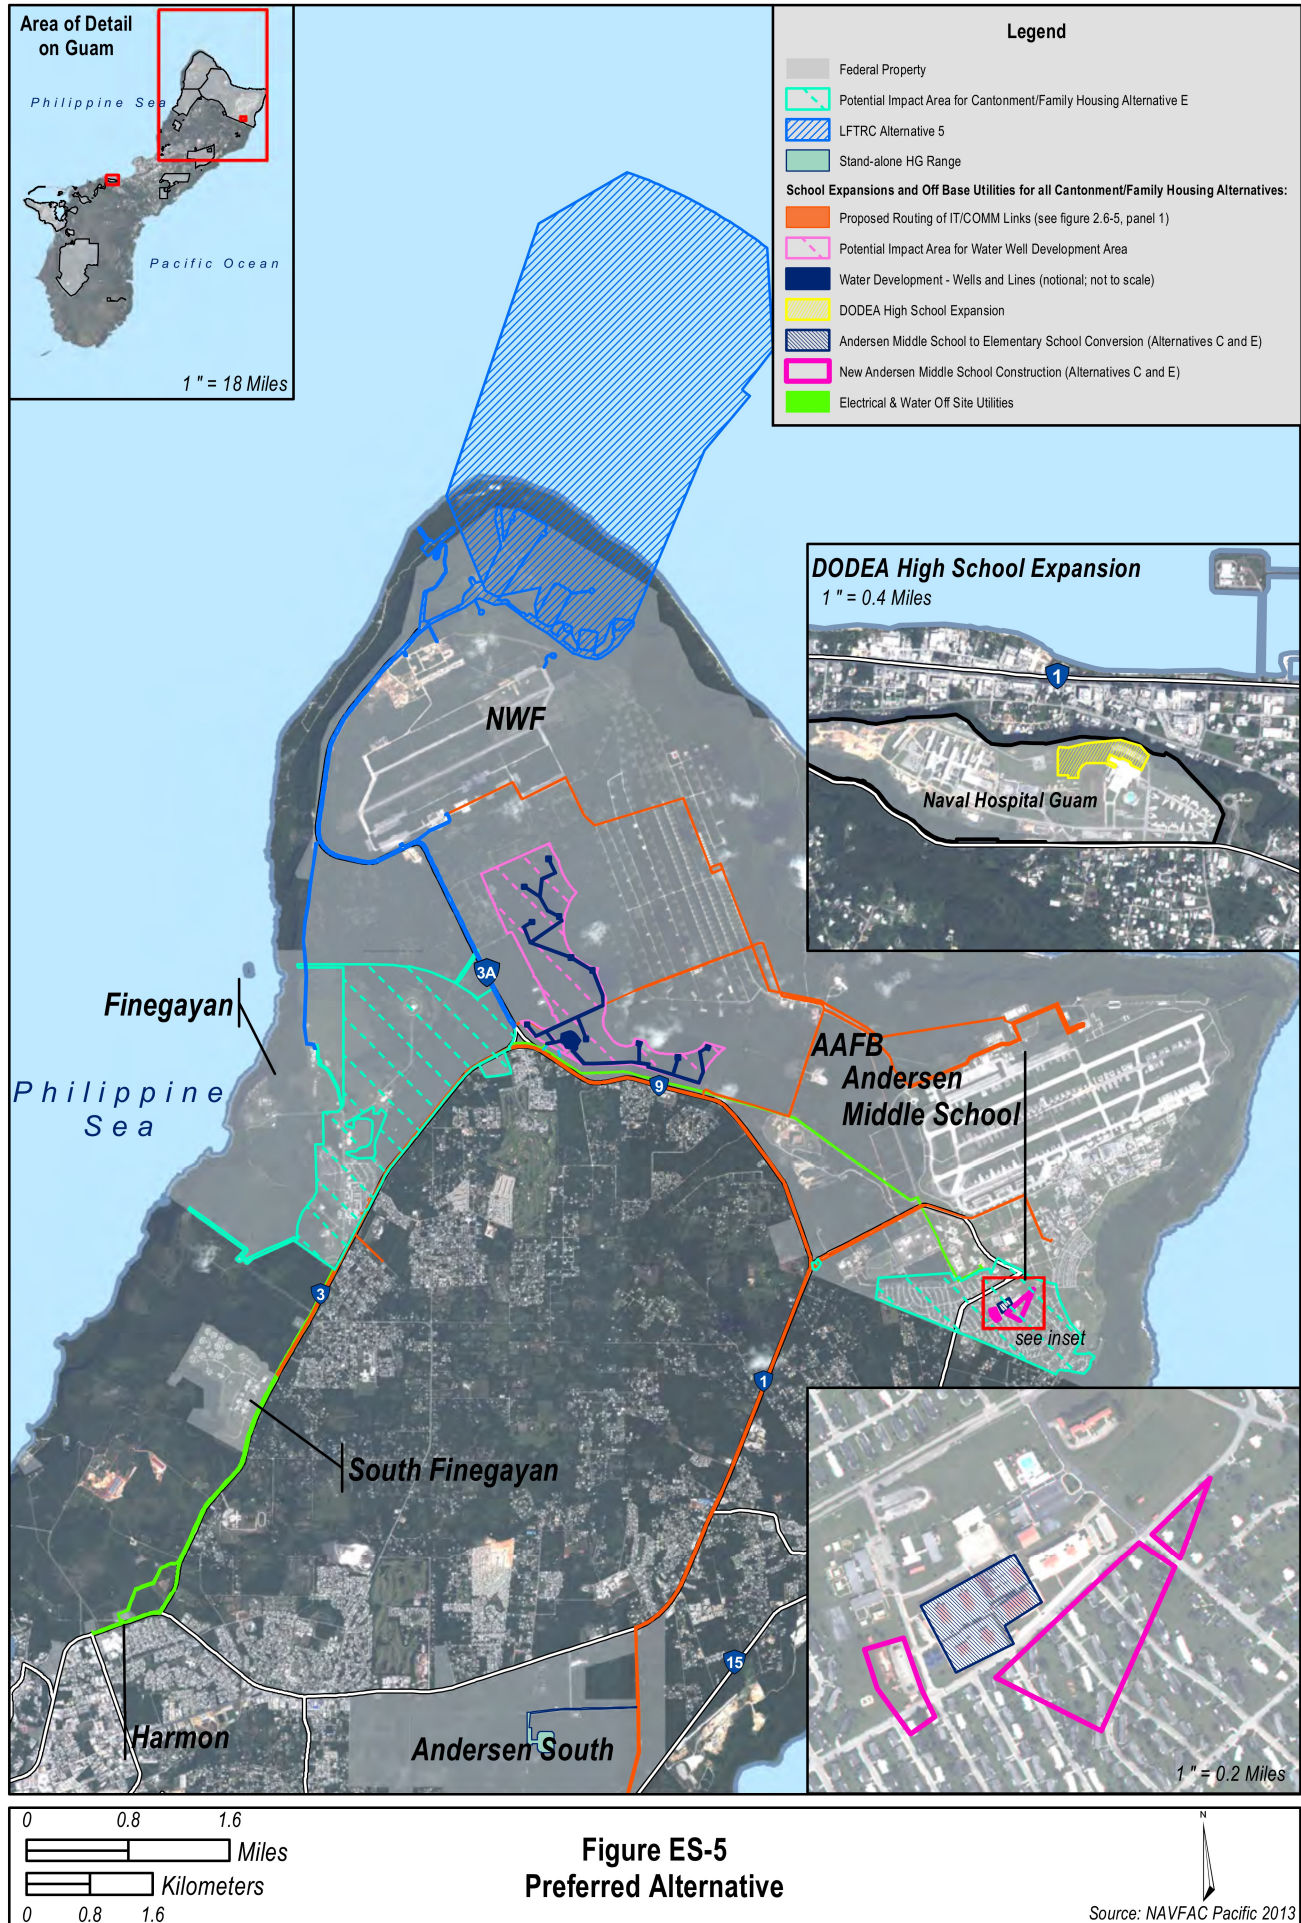 Area of Detail
on Guam
Philippine Sea
Pacific Ocean
1 " = 18 Miles
Legend
Federal Property
Potential Impact Area for Cantonment/Family Housing Alternative E
LFTRC Alternative 5
Stand-alone HG Range
School Expansions and Off Base Utilities for all Cantonment/Family Housing Alternatives:
Proposed Routing of IT/COMM Links (see figure 2.6-5, panel 1)
Potential Impact Area for Water Well Development Area
Water Development - Wells and Lines (notional; not to scale)
DODEA High School Expansion
Andersen Middle School to Elementary School Conversion (Alternatives C and E)
New Andersen Middle School Construction (Alternatives C and E)
Electrical & Water Off Site Utilities
DODEA High School Expansion
1 " = 0.4 Miles
1
Naval Hospital Guam
NWF
3A
Finegayan
Philippine
Sea
AAFB
Andersen
Middle School
9
3
see inset
1
South Finegayan
15
Harmon
Andersen South
1 " = 0.2 Miles
0 0.8 1.6
Miles
Kilometers
0 0.8 1.6
Figure ES-5
Preferred Alternative
N
Source: NAVFAC Pacific 2013